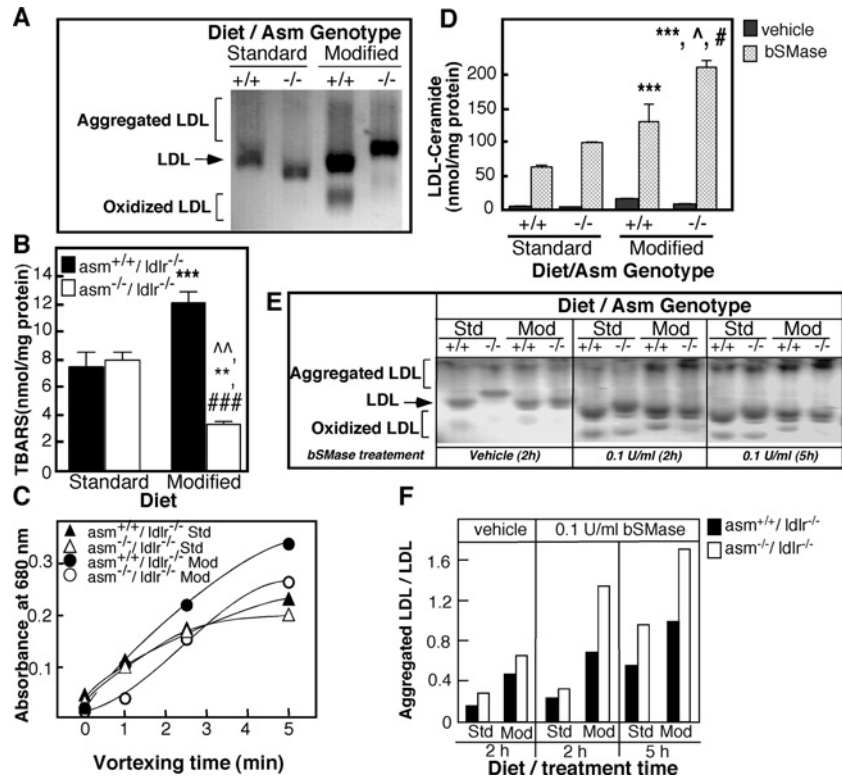 A
Diet / Asm Genotype
Standard Modified
+/+ -/- +/+ -/-
Aggregated LDL
LDL
Oxidized LDL
B
asm+/+/ ldlr-/-
asm-/-/ ldlr-/-
TBARS(nmol/mg protein)
16
14
12
10
8
6
4
2
0
***
^^,
**,
###
Standard Modified
Diet
C
asm+/+/ ldlr-/- Std
asm-/-/ ldlr-/- Std
asm+/+/ ldlr-/- Mod
asm-/-/ ldlr-/- Mod
Absorbance at 680 nm
0.3
0.2
0.1
0 1 2 3 4 5
Vortexing time (min)
D
vehicle
bSMase
LDL-Ceramide
(nmol/mg protein)
200
150
100
50
0
***
***, ^, #
+/+ -/- +/+ -/-
Standard Modified
Diet/Asm Genotype
E
Diet / Asm Genotype
Std Mod Std Mod Std Mod
+/+ -/- +/+ -/- +/+ -/- +/+ -/- +/+ -/- +/+ -/-
Aggregated LDL
LDL
Oxidized LDL
bSMase treatement Vehicle (2h) 0.1 U/ml (2h) 0.1 U/ml (5h)
F
vehicle 0.1 U/ml bSMase
asm+/+/ ldlr-/-
asm-/-/ ldlr-/-
Aggregated LDL / LDL
1.6
1.2
0.8
0.4
0
Std Mod Std Mod Std Mod
2 h 2 h 5 h
Diet / treatment time